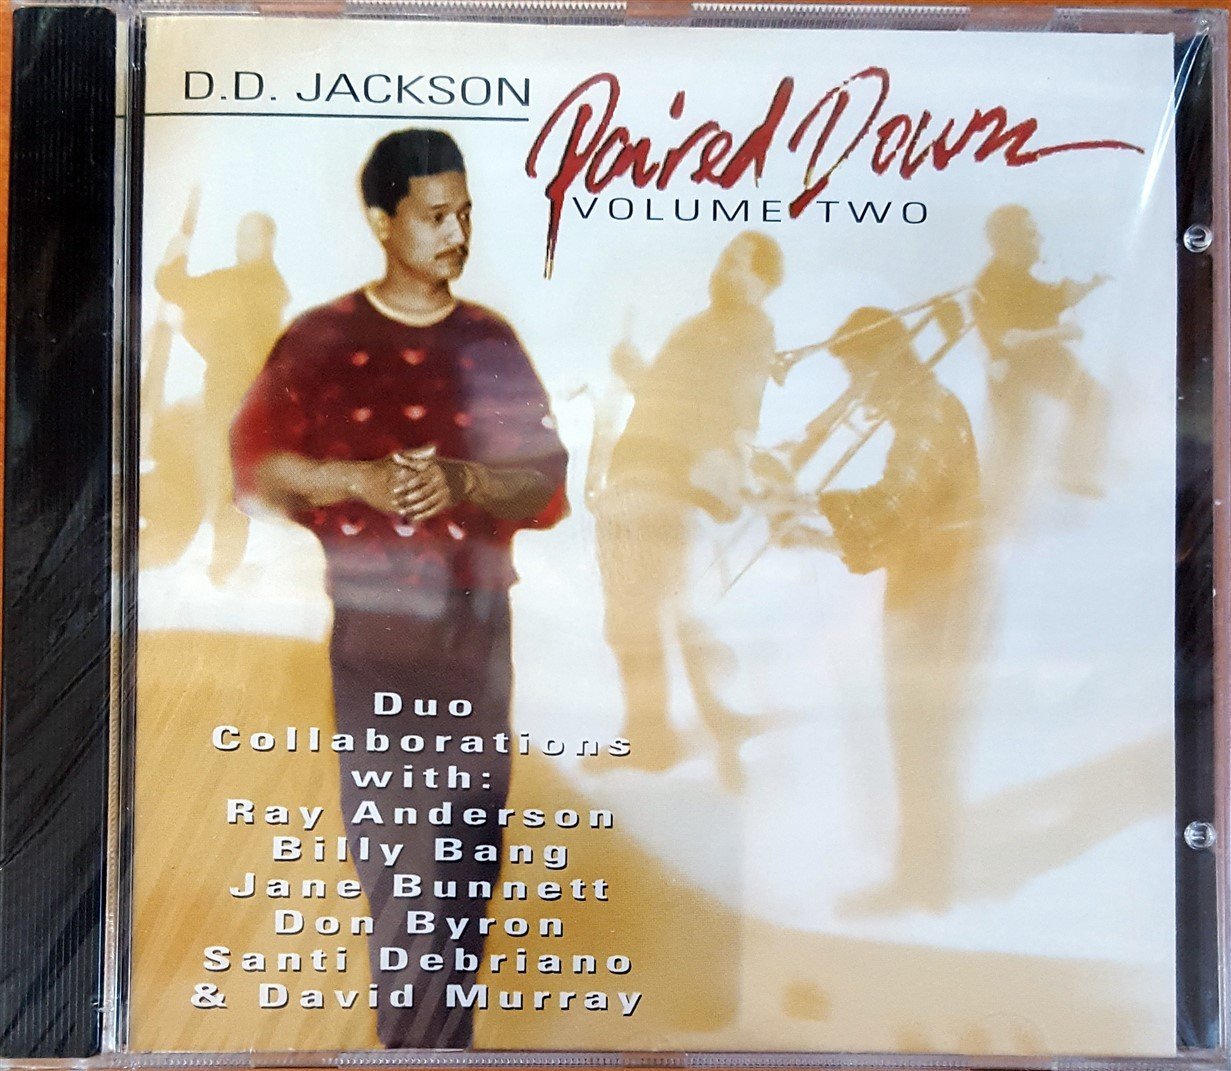 D.D. JACKSON
Paired Down
VOLUME TWO
Duo
Collaborations
with:
Ray Anderson
Billy Bang
Jane Bunnett
Don Byron
Santi Debriano
& David Murray